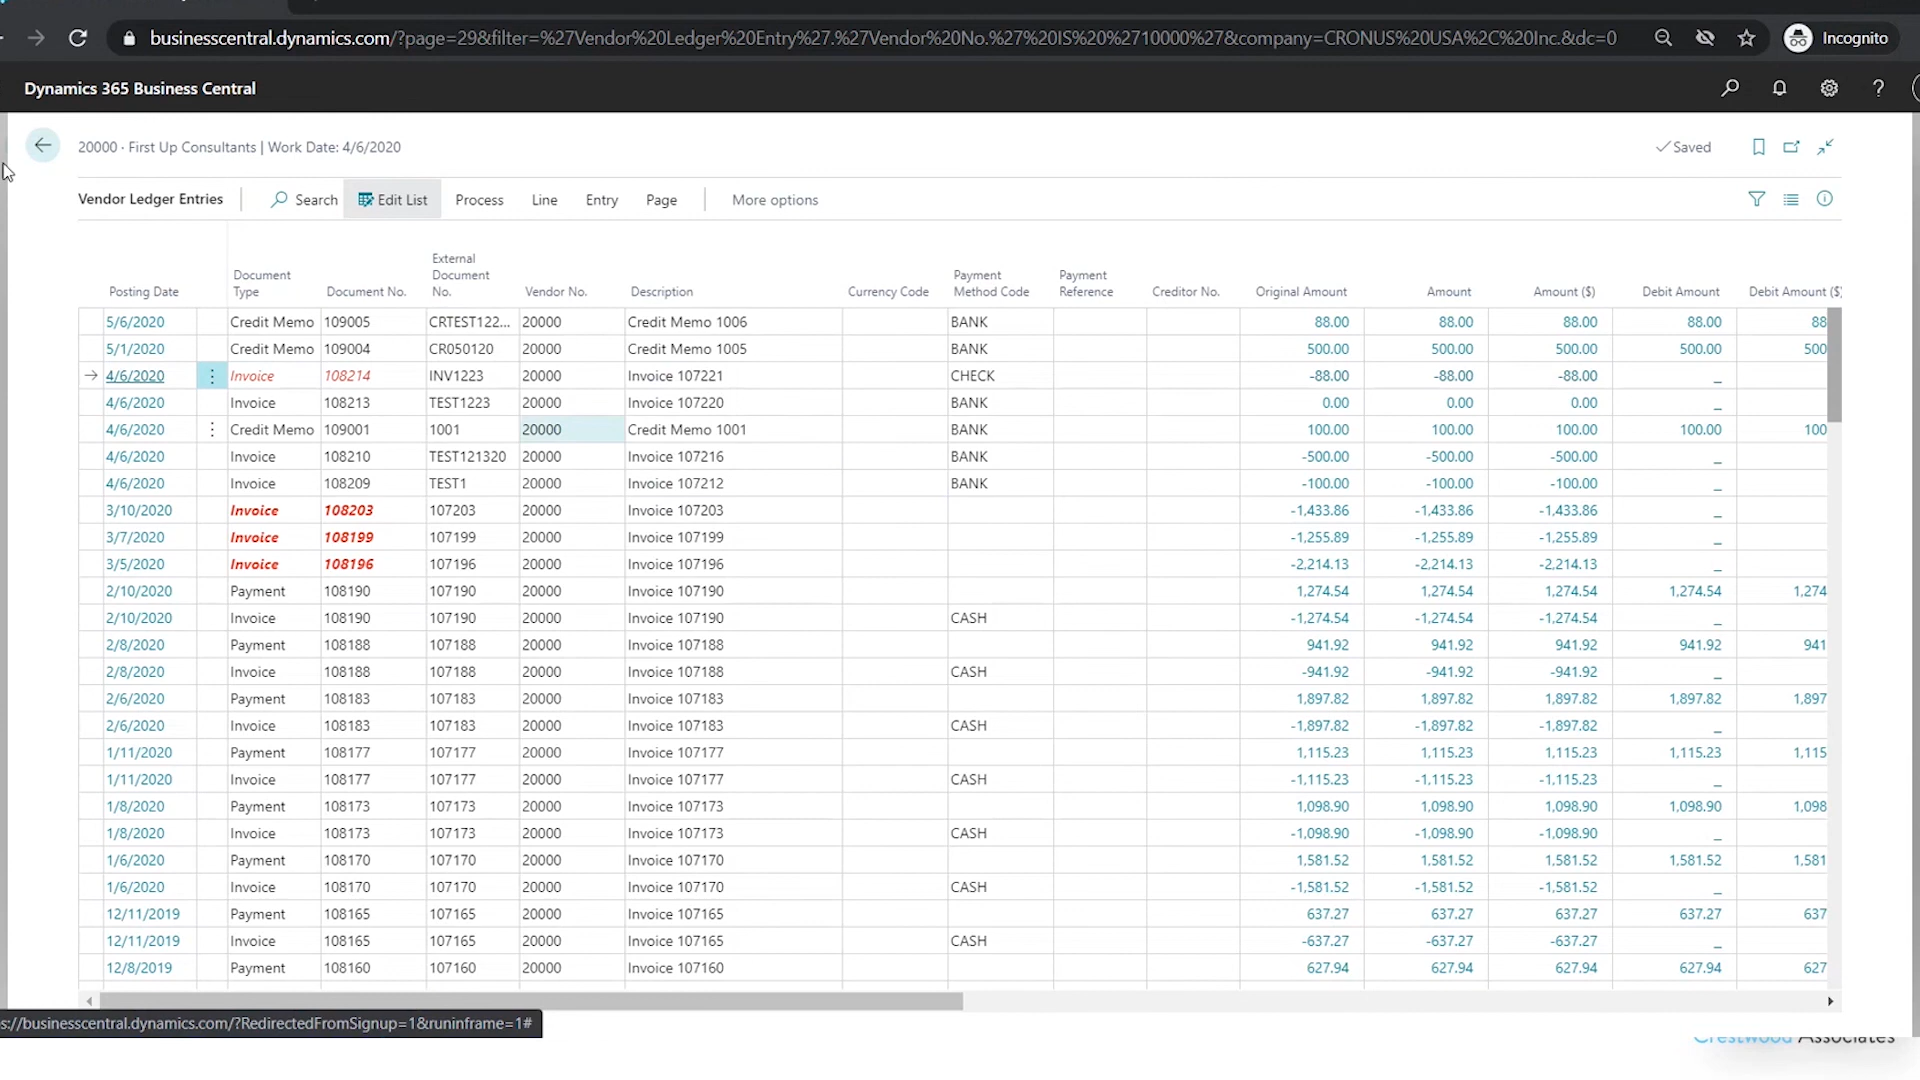 businesscentral.dynamics.com/?page=29&filter=%27Vendor%20Ledger%20Entry%27.%27Vendor%20No.%27%20IS%20%2710000%27&company=CRONUS%20USA%2C%20Inc.&dc=0
Incognito
Dynamics 365 Business Central
?
20000 · First Up Consultants | Work Date: 4/6/2020
Saved
Vendor Ledger Entries Search Edit List Process Line Entry Page More options
Posting Date Document Type Document No. External Document No. Vendor No. Description Currency Code Payment Method Code Payment Reference Creditor No. Original Amount Amount Amount ($) Debit Amount Debit Amount ($)
5/6/2020 Credit Memo 109005 CRTEST122... 20000 Credit Memo 1006 BANK 88.00 88.00 88.00 88.00 88
5/1/2020 Credit Memo 109004 CR050120 20000 Credit Memo 1005 BANK 500.00 500.00 500.00 500.00 500
4/6/2020 Invoice 108214 INV1223 20000 Invoice 107221 CHECK -88.00 -88.00 -88.00 _
4/6/2020 Invoice 108213 TEST1223 20000 Invoice 107220 BANK 0.00 0.00 0.00 _
4/6/2020 Credit Memo 109001 1001 20000 Credit Memo 1001 BANK 100.00 100.00 100.00 100.00 100
4/6/2020 Invoice 108210 TEST121320 20000 Invoice 107216 BANK -500.00 -500.00 -500.00 _
4/6/2020 Invoice 108209 TEST1 20000 Invoice 107212 BANK -100.00 -100.00 -100.00 _
3/10/2020 Invoice 108203 107203 20000 Invoice 107203 -1,433.86 -1,433.86 -1,433.86 _
3/7/2020 Invoice 108199 107199 20000 Invoice 107199 -1,255.89 -1,255.89 -1,255.89 _
3/5/2020 Invoice 108196 107196 20000 Invoice 107196 -2,214.13 -2,214.13 -2,214.13 _
2/10/2020 Payment 108190 107190 20000 Invoice 107190 1,274.54 1,274.54 1,274.54 1,274.54 1,274
2/10/2020 Invoice 108190 107190 20000 Invoice 107190 CASH -1,274.54 -1,274.54 -1,274.54 _
2/8/2020 Payment 108188 107188 20000 Invoice 107188 941.92 941.92 941.92 941.92 941
2/8/2020 Invoice 108188 107188 20000 Invoice 107188 CASH -941.92 -941.92 -941.92 _
2/6/2020 Payment 108183 107183 20000 Invoice 107183 1,897.82 1,897.82 1,897.82 1,897.82 1,897
2/6/2020 Invoice 108183 107183 20000 Invoice 107183 CASH -1,897.82 -1,897.82 -1,897.82 _
1/11/2020 Payment 108177 107177 20000 Invoice 107177 1,115.23 1,115.23 1,115.23 1,115.23 1,115
1/11/2020 Invoice 108177 107177 20000 Invoice 107177 CASH -1,115.23 -1,115.23 -1,115.23 _
1/8/2020 Payment 108173 107173 20000 Invoice 107173 1,098.90 1,098.90 1,098.90 1,098.90 1,098
1/8/2020 Invoice 108173 107173 20000 Invoice 107173 CASH -1,098.90 -1,098.90 -1,098.90 _
1/6/2020 Payment 108170 107170 20000 Invoice 107170 1,581.52 1,581.52 1,581.52 1,581.52 1,581
1/6/2020 Invoice 108170 107170 20000 Invoice 107170 CASH -1,581.52 -1,581.52 -1,581.52 _
12/11/2019 Payment 108165 107165 20000 Invoice 107165 637.27 637.27 637.27 637.27 637
12/11/2019 Invoice 108165 107165 20000 Invoice 107165 CASH -637.27 -637.27 -637.27 _
12/8/2019 Payment 108160 107160 20000 Invoice 107160 627.94 627.94 627.94 627.94 627
s://businesscentral.dynamics.com/?RedirectedFromSignup=1&runinframe=1#
Crestwood Associates